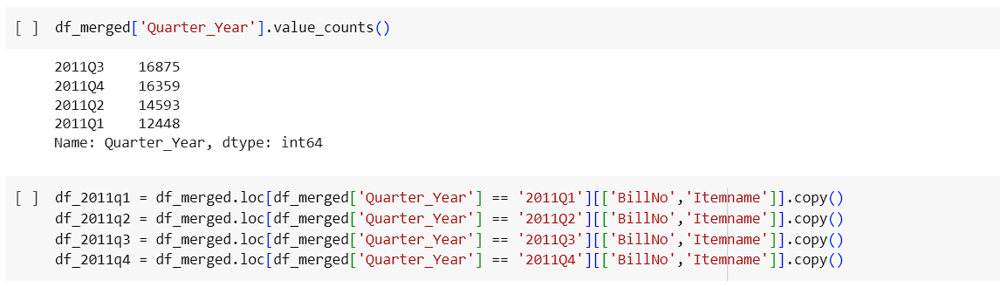 [ ] df_merged['Quarter_Year'].value_counts()
2011Q3    16875
2011Q4    16359
2011Q2    14593
2011Q1    12448
Name: Quarter_Year, dtype: int64
[ ] df_2011q1 = df_merged.loc[df_merged['Quarter_Year'] == '2011Q1'][['BillNo','Itemname']].copy()
df_2011q2 = df_merged.loc[df_merged['Quarter_Year'] == '2011Q2'][['BillNo','Itemname']].copy()
df_2011q3 = df_merged.loc[df_merged['Quarter_Year'] == '2011Q3'][['BillNo','Itemname']].copy()
df_2011q4 = df_merged.loc[df_merged['Quarter_Year'] == '2011Q4'][['BillNo','Itemname']].copy()